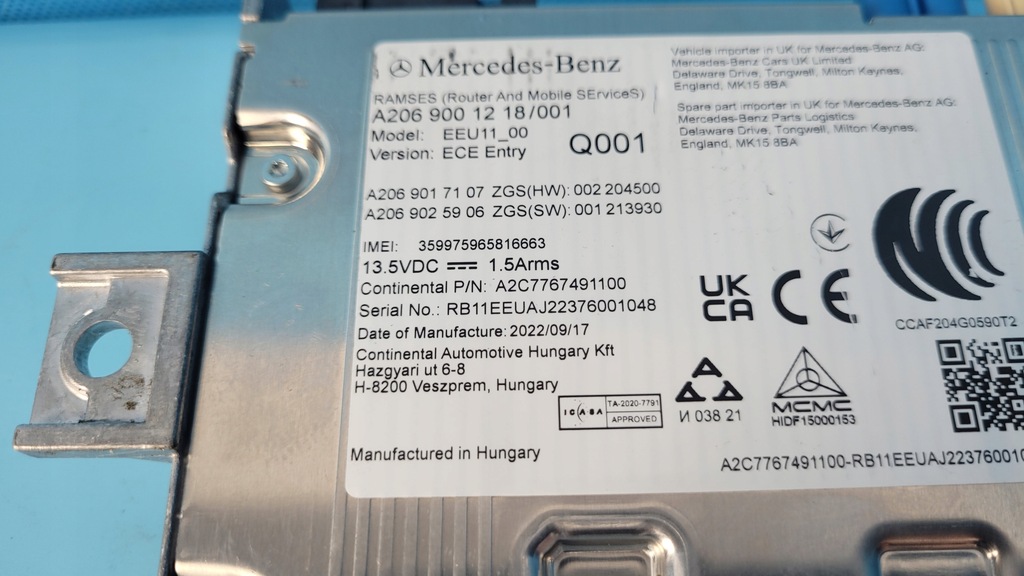 Mercedes-Benz
RAMSES (Router And Mobile SErviceS)
A206 900 12 18/001
Model: EEU11_00
Version: ECE Entry
Q001
A206 901 71 07 ZGS(HW): 002 204500
A206 902 59 06 ZGS(SW): 001 213930
IMEI: 359975965816663
13.5VDC 1.5Arms
Continental P/N: A2C7767491100
Serial No.: RB11EEUAJ22376001048
Date of Manufacture: 2022/09/17
Continental Automotive Hungary Kft
Hazgyari ut 6-8
H-8200 Veszprem, Hungary
Manufactured in Hungary
Vehicle importer in UK for Mercedes-Benz AG:
Mercedes-Benz Cars UK Limited
Delaware Drive, Tongwell, Milton Keynes,
England, MK15 8BA
Spare part importer in UK for Mercedes-Benz AG:
Mercedes-Benz Parts Logistics
Delaware Drive, Tongwell, Milton Keynes,
England, MK15 8BA
UK
CA
CE
NCC
CCAF204G0590T2
ICASA
TA-2020-7791
APPROVED
И 038 21
MCMC
HIDF15000153
A2C7767491100-RB11EEUAJ22376001